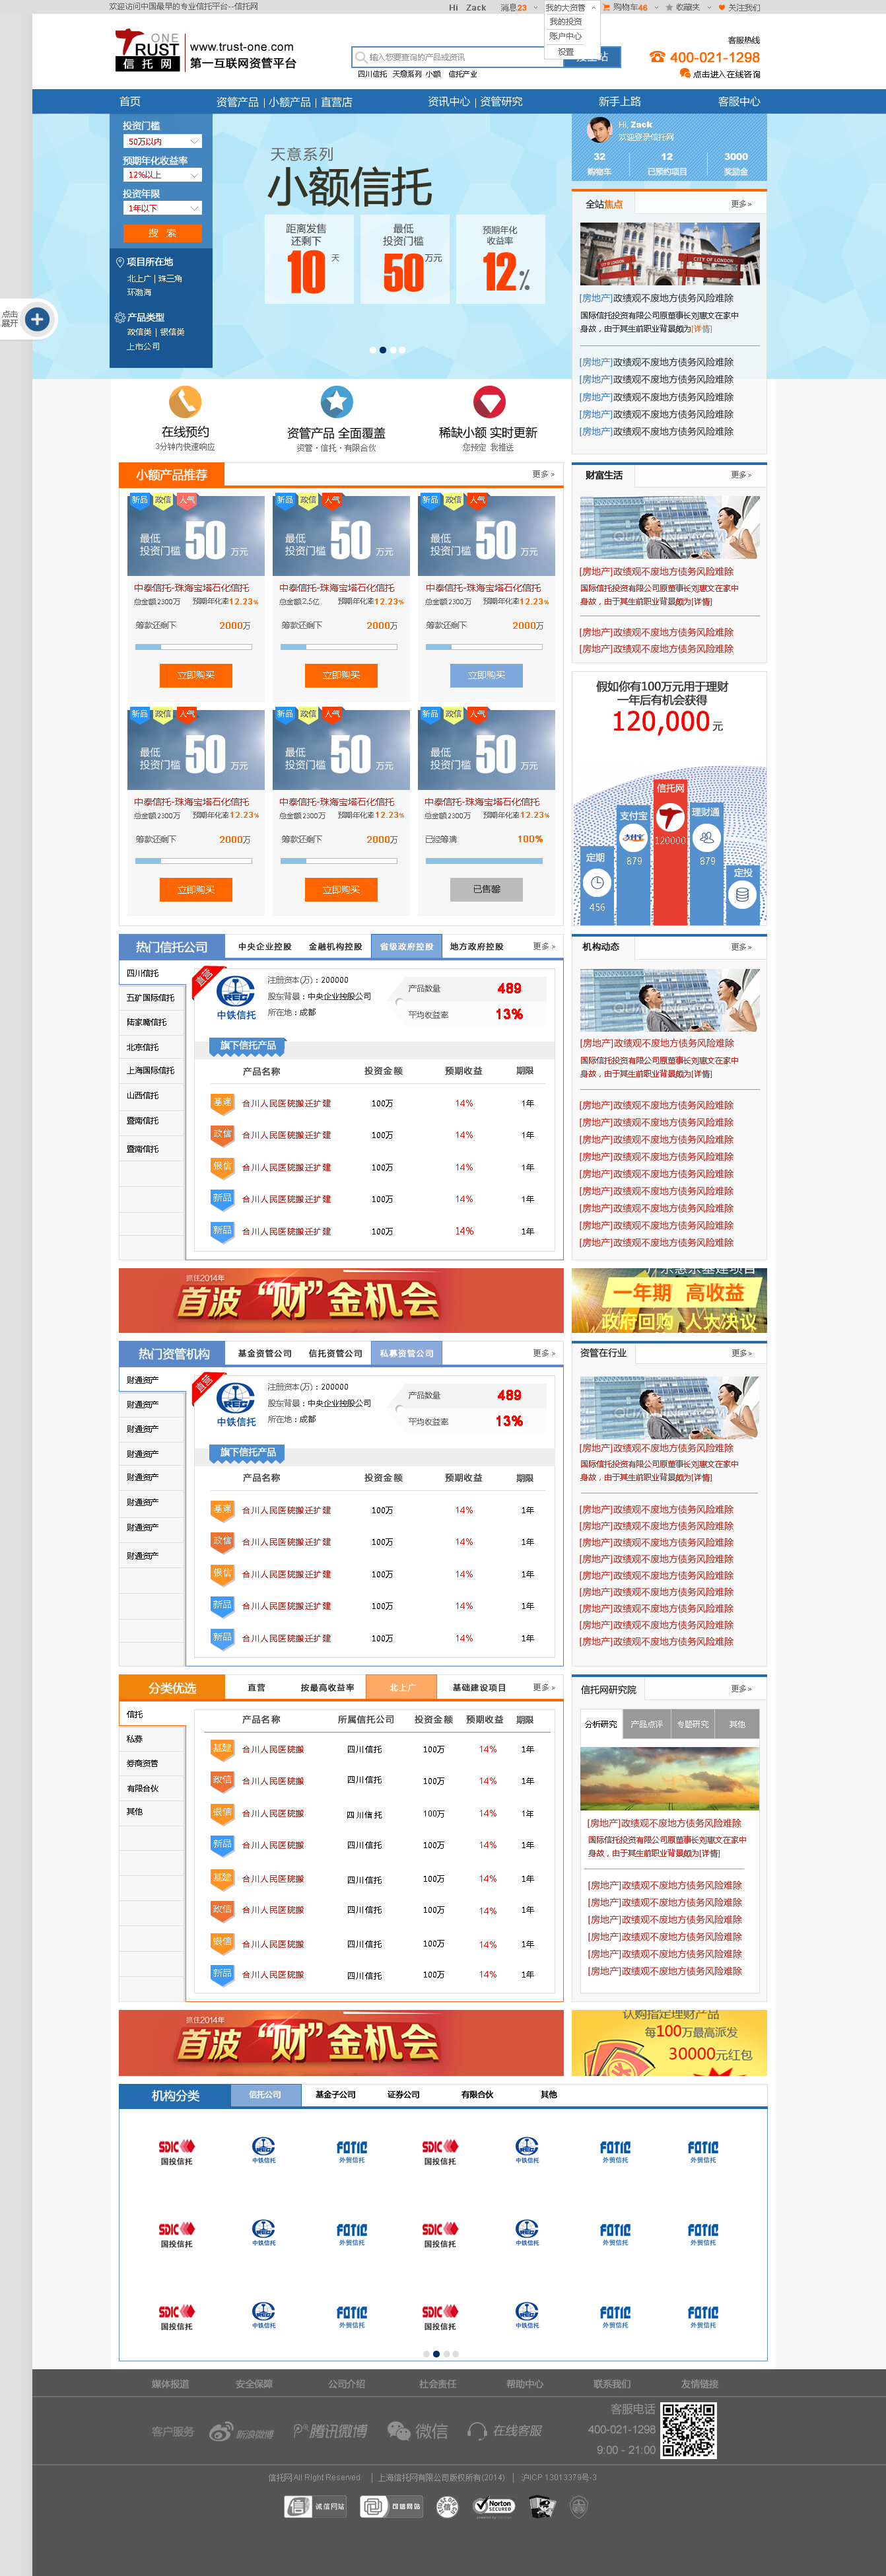 欢迎访问中国最早的专业信托平台--信托网
Hi Zack 消息23 我的大资管 购物车46 收藏夹 关注我们
我的投资
账户中心
设置
ONE
TRUST
信托网
www.trust-one.com
第一互联网资管平台
输入您要查询的产品或资讯
四川信托 天意系列 小额 信托产业
客服热线
400-021-1298
点击进入在线咨询
首页 资管产品 | 小额产品 | 直营店 资讯中心 | 资管研究 新手上路 客服中心
投资门槛
50万以内
预期年化收益率
12%以上
投资年限
1年以下
搜 索
项目所在地
北上广 | 珠三角
环渤海
产品类型
政信类 | 银信类
上市公司
点击
展开
天意系列
小额信托
距离发售
还剩下
10 天
最低
投资门槛
50 万元
预期年化
收益率
12%
Hi, Zack
欢迎登录信托网
32 12 3000
购物车 已预约项目 奖励金
全站焦点 更多 >
[房地产]政绩观不废地方债务风险难除
国际信托投资有限公司原董事长刘惠文在家中
身故，由于其生前职业背景颇为[详情]
[房地产]政绩观不废地方债务风险难除
[房地产]政绩观不废地方债务风险难除
[房地产]政绩观不废地方债务风险难除
[房地产]政绩观不废地方债务风险难除
[房地产]政绩观不废地方债务风险难除
在线预约
3分钟内快速响应
资管产品 全面覆盖
资管·信托·有限合伙
稀缺小额 实时更新
您预定 我推送
小额产品推荐 更多 >
新品 政信 人气
最低
投资门槛 50 万元
中泰信托-珠海宝塔石化信托
总金额2300万 预期年化率12.23%
筹款还剩下 2000万
立即购买
新品 政信 人气
最低
投资门槛 50 万元
中泰信托-珠海宝塔石化信托
总金额2.5亿 预期年化率12.23%
筹款还剩下 2000万
立即购买
新品 政信 人气
最低
投资门槛 50 万元
中泰信托-珠海宝塔石化信托
总金额2300万 预期年化率12.23%
筹款还剩下 2000万
立即购买
新品 政信 人气
最低
投资门槛 50 万元
中泰信托-珠海宝塔石化信托
总金额2300万 预期年化率12.23%
筹款还剩下 2000万
立即购买
新品 政信 人气
最低
投资门槛 50 万元
中泰信托-珠海宝塔石化信托
总金额2300万 预期年化率12.23%
筹款还剩下 2000万
立即购买
新品 政信 人气
最低
投资门槛 50 万元
中泰信托-珠海宝塔石化信托
总金额2300万 预期年化率12.23%
已经筹满 100%
已售罄
财富生活 更多 >
[房地产]政绩观不废地方债务风险难除
国际信托投资有限公司原董事长刘惠文在家中
身故，由于其生前职业背景颇为[详情]
[房地产]政绩观不废地方债务风险难除
[房地产]政绩观不废地方债务风险难除
假如你有100万元用于理财
一年后有机会获得
120,000 元
定期
456
支付宝
支付宝
879
信托网
120000
理财通
879
定投
热门信托公司 中央企业控股 金融机构控股 省级政府控股 地方政府控股 更多 >
四川信托
五矿国际信托
陆家嘴信托
北京信托
上海国际信托
山西信托
暨南信托
暨南信托
直营
中铁信托
注册资本(万)：200000
股东背景：中央企业控股公司
所在地：成都
产品数量 489
平均收益率 13%
旗下信托产品
产品名称 投资金额 预期收益 期限
基建 合川人民医院搬迁扩建 100万 14% 1年
政信 合川人民医院搬迁扩建 100万 14% 1年
银信 合川人民医院搬迁扩建 100万 14% 1年
新品 合川人民医院搬迁扩建 100万 14% 1年
新品 合川人民医院搬迁扩建 100万 14% 1年
机构动态 更多 >
[房地产]政绩观不废地方债务风险难除
国际信托投资有限公司原董事长刘惠文在家中
身故，由于其生前职业背景颇为[详情]
[房地产]政绩观不废地方债务风险难除
[房地产]政绩观不废地方债务风险难除
[房地产]政绩观不废地方债务风险难除
[房地产]政绩观不废地方债务风险难除
[房地产]政绩观不废地方债务风险难除
[房地产]政绩观不废地方债务风险难除
[房地产]政绩观不废地方债务风险难除
[房地产]政绩观不废地方债务风险难除
[房地产]政绩观不废地方债务风险难除
抓住2014年
首波“财”金机会
一年期 高收益
政府回购 人大决议
热门资管机构 基金资管公司 信托资管公司 私募资管公司 更多 >
财通资产
财通资产
财通资产
财通资产
财通资产
财通资产
财通资产
财通资产
直营
中铁信托
注册资本(万)：200000
股东背景：中央企业控股公司
所在地：成都
产品数量 489
平均收益率 13%
旗下信托产品
产品名称 投资金额 预期收益 期限
基建 合川人民医院搬迁扩建 100万 14% 1年
政信 合川人民医院搬迁扩建 100万 14% 1年
银信 合川人民医院搬迁扩建 100万 14% 1年
新品 合川人民医院搬迁扩建 100万 14% 1年
新品 合川人民医院搬迁扩建 100万 14% 1年
资管在行业 更多 >
[房地产]政绩观不废地方债务风险难除
国际信托投资有限公司原董事长刘惠文在家中
身故，由于其生前职业背景颇为[详情]
[房地产]政绩观不废地方债务风险难除
[房地产]政绩观不废地方债务风险难除
[房地产]政绩观不废地方债务风险难除
[房地产]政绩观不废地方债务风险难除
[房地产]政绩观不废地方债务风险难除
[房地产]政绩观不废地方债务风险难除
[房地产]政绩观不废地方债务风险难除
[房地产]政绩观不废地方债务风险难除
[房地产]政绩观不废地方债务风险难除
分类优选 直营 按最高收益率 北上广 基础建设项目 更多 >
信托
私募
券商资管
有限合伙
其他
产品名称 所属信托公司 投资金额 预期收益 期限
基建 合川人民医院搬 四川信托 100万 14% 1年
政信 合川人民医院搬 四川信托 100万 14% 1年
银信 合川人民医院搬 四川信托 100万 14% 1年
新品 合川人民医院搬 四川信托 100万 14% 1年
基建 合川人民医院搬 四川信托 100万 14% 1年
政信 合川人民医院搬 四川信托 100万 14% 1年
银信 合川人民医院搬 四川信托 100万 14% 1年
新品 合川人民医院搬 四川信托 100万 14% 1年
信托网研究院 更多 >
分析研究 产品点评 专题研究 其他
[房地产]政绩观不废地方债务风险难除
国际信托投资有限公司原董事长刘惠文在家中
身故，由于其生前职业背景颇为[详情]
[房地产]政绩观不废地方债务风险难除
[房地产]政绩观不废地方债务风险难除
[房地产]政绩观不废地方债务风险难除
[房地产]政绩观不废地方债务风险难除
[房地产]政绩观不废地方债务风险难除
[房地产]政绩观不废地方债务风险难除
抓住2014年
首波“财”金机会
认购指定理财产品
每100万最高派发
30000元红包
机构分类 信托公司 基金子公司 证券公司 有限合伙 其他
SDIC FOTIC SDIC FOTIC FOTIC
国投信托 中铁信托 外贸信托 国投信托 中铁信托 外贸信托 外贸信托
SDIC FOTIC SDIC FOTIC FOTIC
国投信托 中铁信托 外贸信托 国投信托 中铁信托 外贸信托 外贸信托
SDIC FOTIC SDIC FOTIC FOTIC
国投信托 中铁信托 外贸信托 国投信托 中铁信托 外贸信托 外贸信托
媒体报道 安全保障 公司介绍 社会责任 帮助中心 联系我们 友情链接
客户服务 新浪微博 腾讯微博 微信 在线客服
客服电话
400-021-1298
9:00 - 21:00
信托网 All Right Reserved | 上海信托网有限公司版权所有(2014) | 沪ICP 13013379号-3
诚信网站 可信网站 Norton SECURED